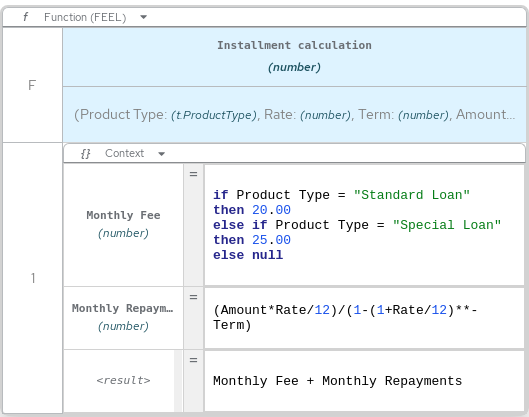 f Function (FEEL)
F
Installment calculation
(number)
(Product Type: (t.ProductType), Rate: (number), Term: (number), Amount...
1
{} Context
Monthly Fee
(number)
=
if Product Type = "Standard Loan"
then 20.00
else if Product Type = "Special Loan"
then 25.00
else null
Monthly Repaym...
(number)
=
(Amount*Rate/12)/(1-(1+Rate/12)**-
Term)
<result>
=
Monthly Fee + Monthly Repayments